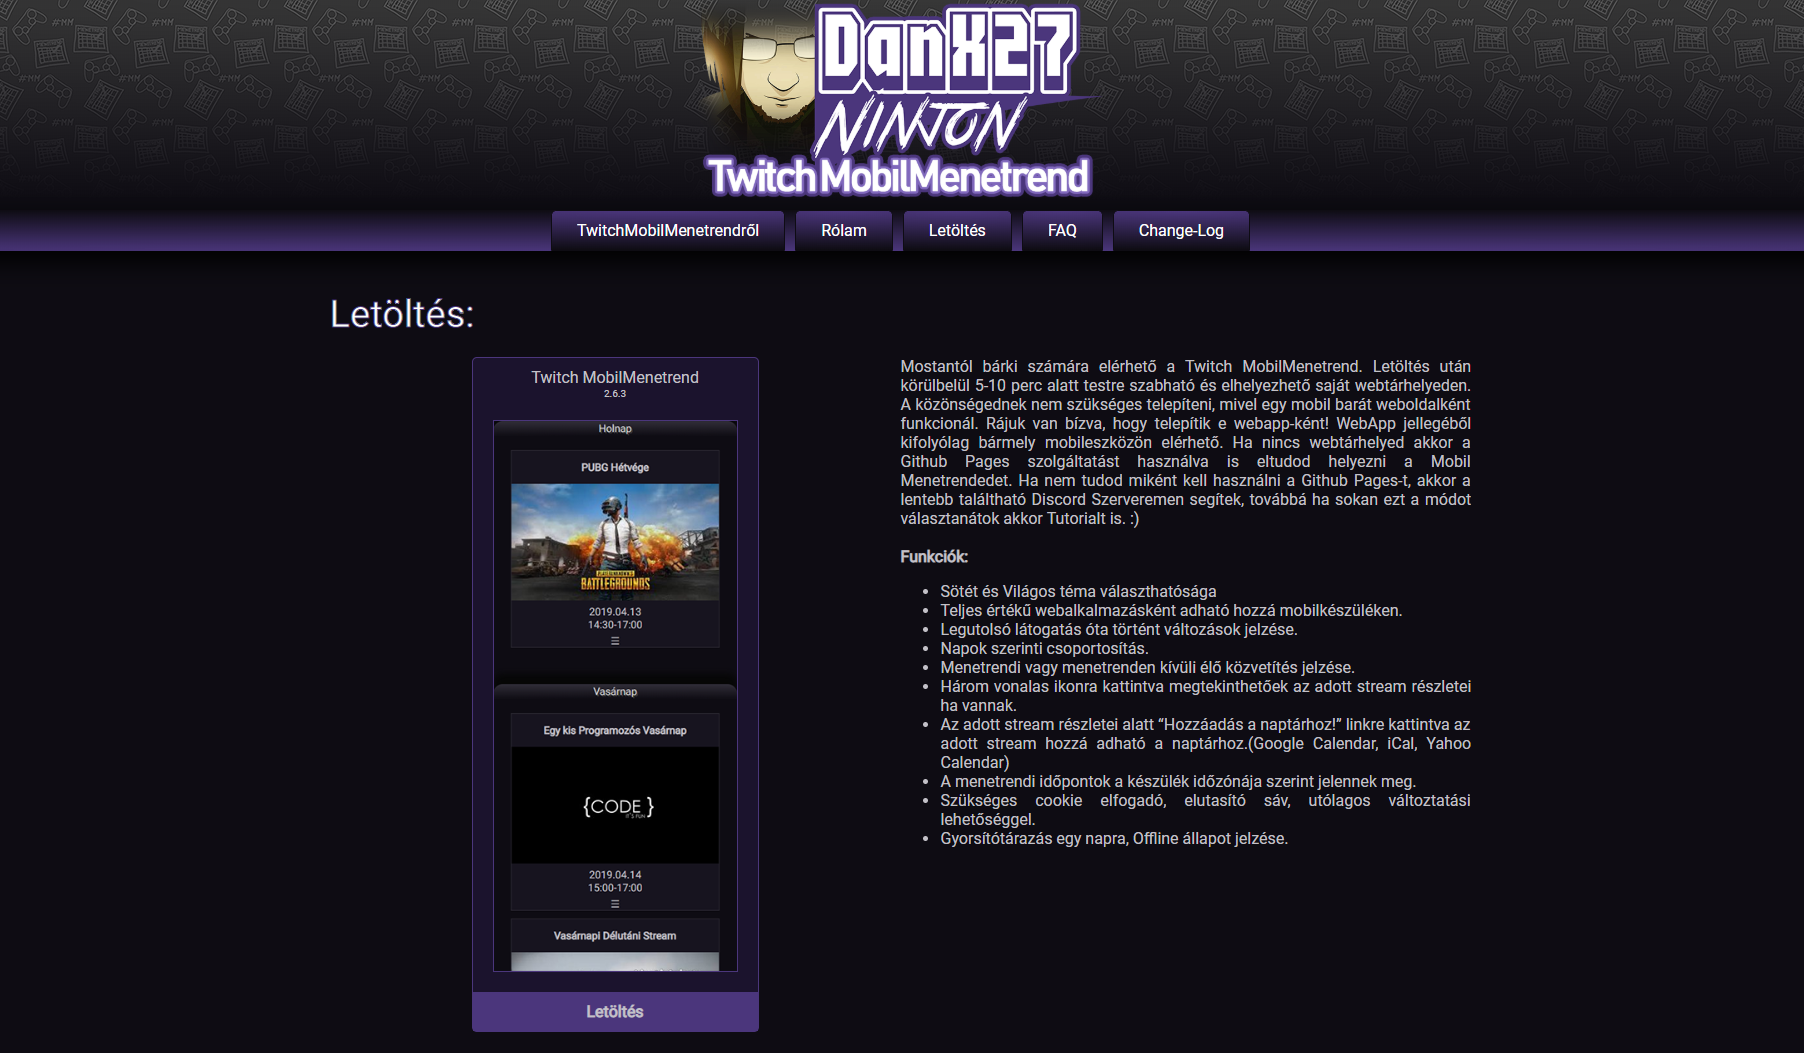 DanX27
NINJON
Twitch MobilMenetrend
TwitchMobilMenetrendről
Rólam
Letöltés
FAQ
Change-Log
Letöltés:
Twitch MobilMenetrend
2.6.3
Holnap
PUBG Hétvége
PLAYERUNKNOWN'S
BATTLEGROUNDS
2019.04.13
14:30-17:00
Vasárnap
Egy kis Programozós Vasárnap
{CODE }
IT'S FUN
2019.04.14
15:00-17:00
Vasárnapi Délutáni Stream
Letöltés
Mostantól bárki számára elérhető a Twitch MobilMenetrend. Letöltés után
körülbelül 5-10 perc alatt testre szabható és elhelyezhető saját webtárhelyeden.
A közönségednek nem szükséges telepíteni, mivel egy mobil barát weboldalként
funkcionál. Rájuk van bízva, hogy telepítik e webapp-ként! WebApp jellegéből
kifolyólag bármely mobileszközön elérhető. Ha nincs webtárhelyed akkor a
Github Pages szolgáltatást használva is eltudod helyezni a Mobil
Menetrendedet. Ha nem tudod miként kell használni a Github Pages-t, akkor a
lentebb találtható Discord Szerveremen segítek, továbbá ha sokan ezt a módot
választanátok akkor Tutorialt is. :)
Funkciók:
• Sötét és Világos téma választhatósága
• Teljes értékű webalkalmazásként adható hozzá mobilkészüléken.
• Legutolsó látogatás óta történt változások jelzése.
• Napok szerinti csoportosítás.
• Menetrendi vagy menetrenden kívüli élő közvetítés jelzése.
• Három vonalas ikonra kattintva megtekinthetőek az adott stream részletei
ha vannak.
• Az adott stream részletei alatt “Hozzáadás a naptárhoz!” linkre kattintva az
adott stream hozzá adható a naptárhoz.(Google Calendar, iCal, Yahoo
Calendar)
• A menetrendi időpontok a készülék időzónája szerint jelennek meg.
• Szükséges cookie elfogadó, elutasító sáv, utólagos változtatási
lehetőséggel.
• Gyorsítótárazás egy napra, Offline állapot jelzése.